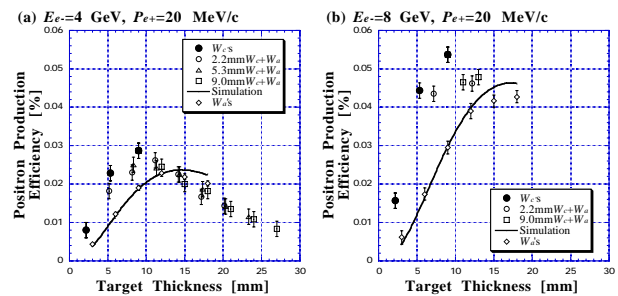 (a) Ee-=4 GeV, Pe+=20 MeV/c
Positron Production
Efficiency [%]
0.06
0.05
0.04
0.03
0.02
0.01
0
Wc's
2.2mmWc+Wa
5.3mmWc+Wa
9.0mmWc+Wa
Simulation
Wa's
0 5 10 15 20 25 30
Target Thickness [mm]
(b) Ee-=8 GeV, Pe+=20 MeV/c
Positron Production
Efficiency [%]
0.06
0.05
0.04
0.03
0.02
0.01
0
Wc's
2.2mmWc+Wa
9.0mmWc+Wa
Simulation
Wa's
0 5 10 15 20 25 30
Target Thickness [mm]